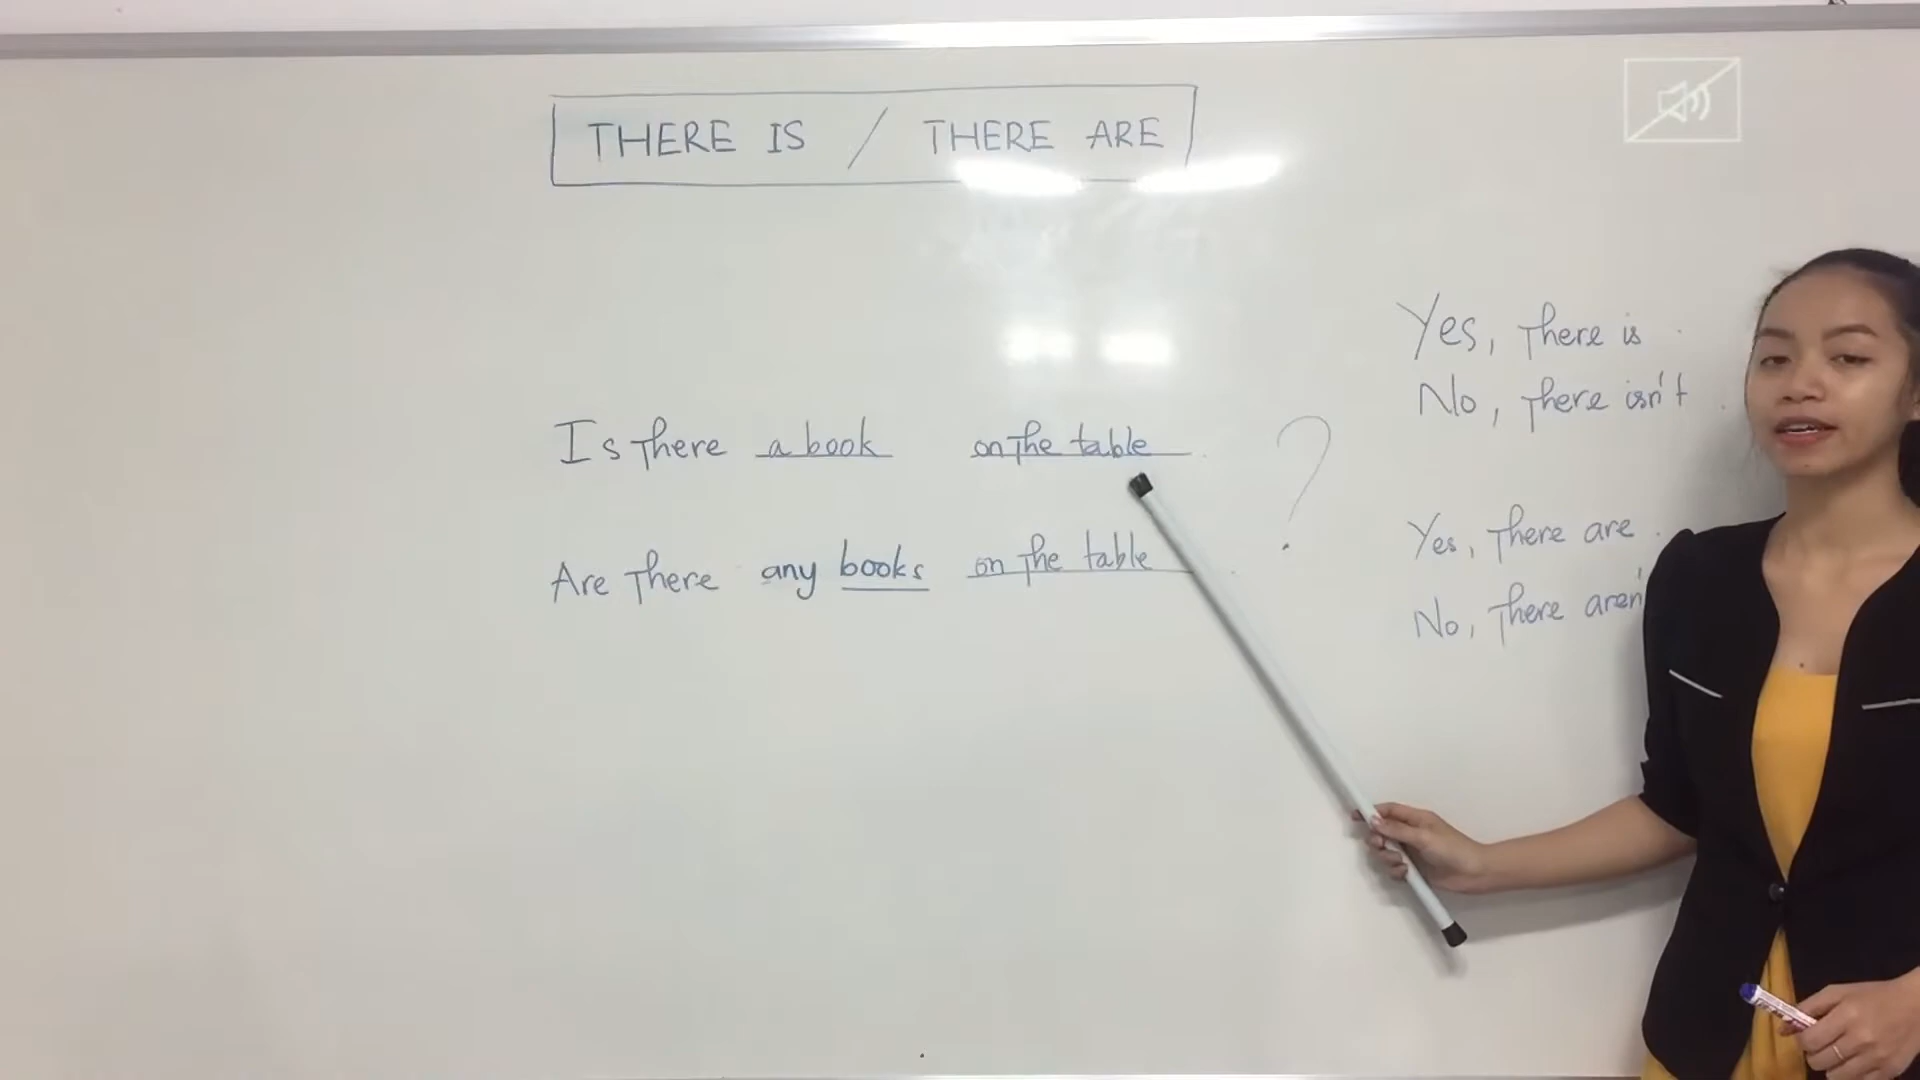 THERE IS / THERE ARE
Is there a book on the table
Are there any books on the table
?
Yes, there is.
No, there isn't.
Yes, there are.
No, there aren'